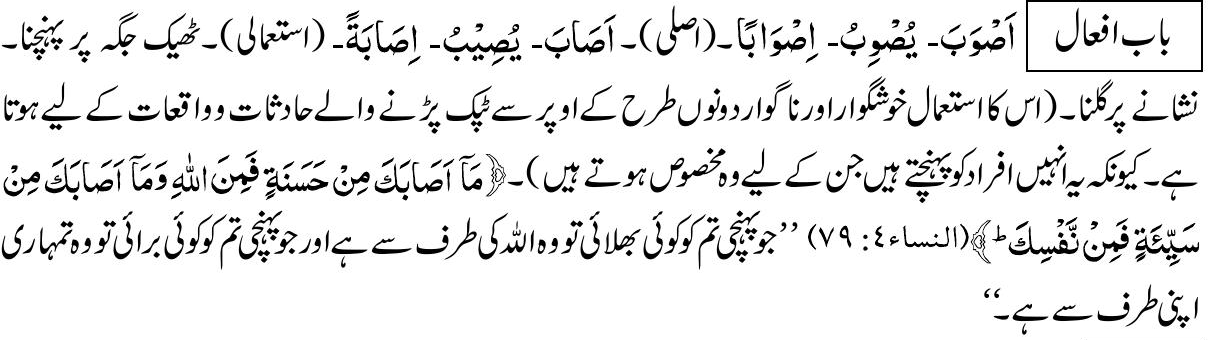 باب افعال اَصْوَبَ۔ یُصْوِبُ۔ اِصْوَابًا۔ (اصلی)۔ اَصَابَ۔ یُصِیْبُ۔ اِصَابَةً۔ (استعمالی)۔ ٹھیک جگہ پر پہنچنا۔
نشانے پر لگنا۔ (اس کا استعمال خوشگوار اور ناگوار دونوں طرح کے اوپر سے ٹپک پڑنے والے حادثات و واقعات کے لیے ہوتا
ہے۔ کیونکہ یہ انہیں افراد کو پہنچتے ہیں جن کے لیے وہ مخصوص ہوتے ہیں)۔ ﴿مَآ اَصَابَكَ مِنْ حَسَنَةٍ فَمِنَ اللّٰهِ وَمَآ اَصَابَكَ مِنْ
سَیِّئَةٍ فَمِنْ نَّفْسِكَ ؕ﴾ (النساء ٤: ٧٩) ’’جو پہنچی تم کو کوئی بھلائی تو وہ اللہ کی طرف سے ہے اور جو پہنچی تم کو کوئی برائی تو وہ تمہاری
اپنی طرف سے ہے۔‘‘